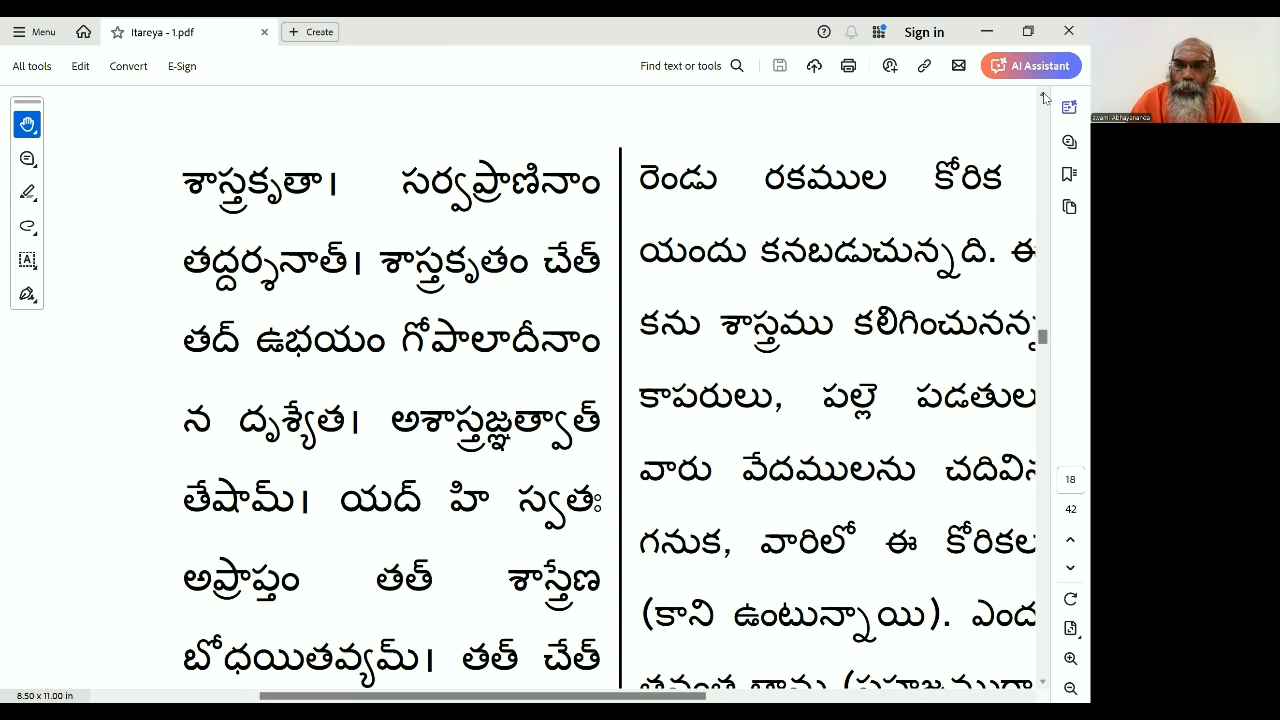 Menu
Itareya - 1.pdf
Create
Sign in
All tools
Edit
Convert
E-Sign
Find text or tools
AI Assistant
swami Abhayananda
శాస్త్రకృతా। సర్వప్రాణినాం
తద్దర్శనాత్। శాస్త్రకృతం చేత్
తద్ ఉభయం గోపాలాదీనాం
న దృశ్యేత। అశాస్త్రజ్ఞత్వాత్
తేషామ్। యద్ హి స్వతః
అప్రాప్తం తత్ శాస్త్రేణ
బోధయితవ్యమ్। తత్ చేత్
రెండు రకముల కోరిక
యందు కనబడుచున్నది. ఈ
కను శాస్త్రము కలిగించునన
కాపరులు, పల్లె పడతుల
వారు వేదములను చదివిన
గనుక, వారిలో ఈ కోరికల
(కాని ఉంటున్నాయి). ఎంద
18
42
8.50 x 11.00 in